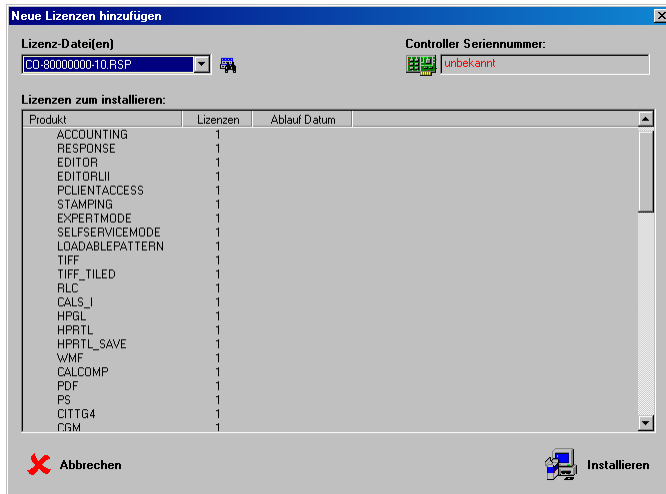 Neue Lizenzen hinzufügen
Lizenz-Datei(en)
Controller Seriennummer:
CO-80000000-10.RSP
unbekannt
Lizenzen zum installieren:
Produkt Lizenzen Ablauf Datum
ACCOUNTING 1
RESPONSE 1
EDITOR 1
EDITORLII 1
PCLIENTACCESS 1
STAMPING 1
EXPERTMODE 1
SELFSERVICEMODE 1
LOADABLEPATTERN 1
TIFF 1
TIFF_TILED 1
RLC 1
CALS_I 1
HPGL 1
HPRTL 1
HPRTL_SAVE 1
WMF 1
CALCOMP 1
PDF 1
PS 1
CITTG4 1
CGM 1
Abbrechen
Installieren